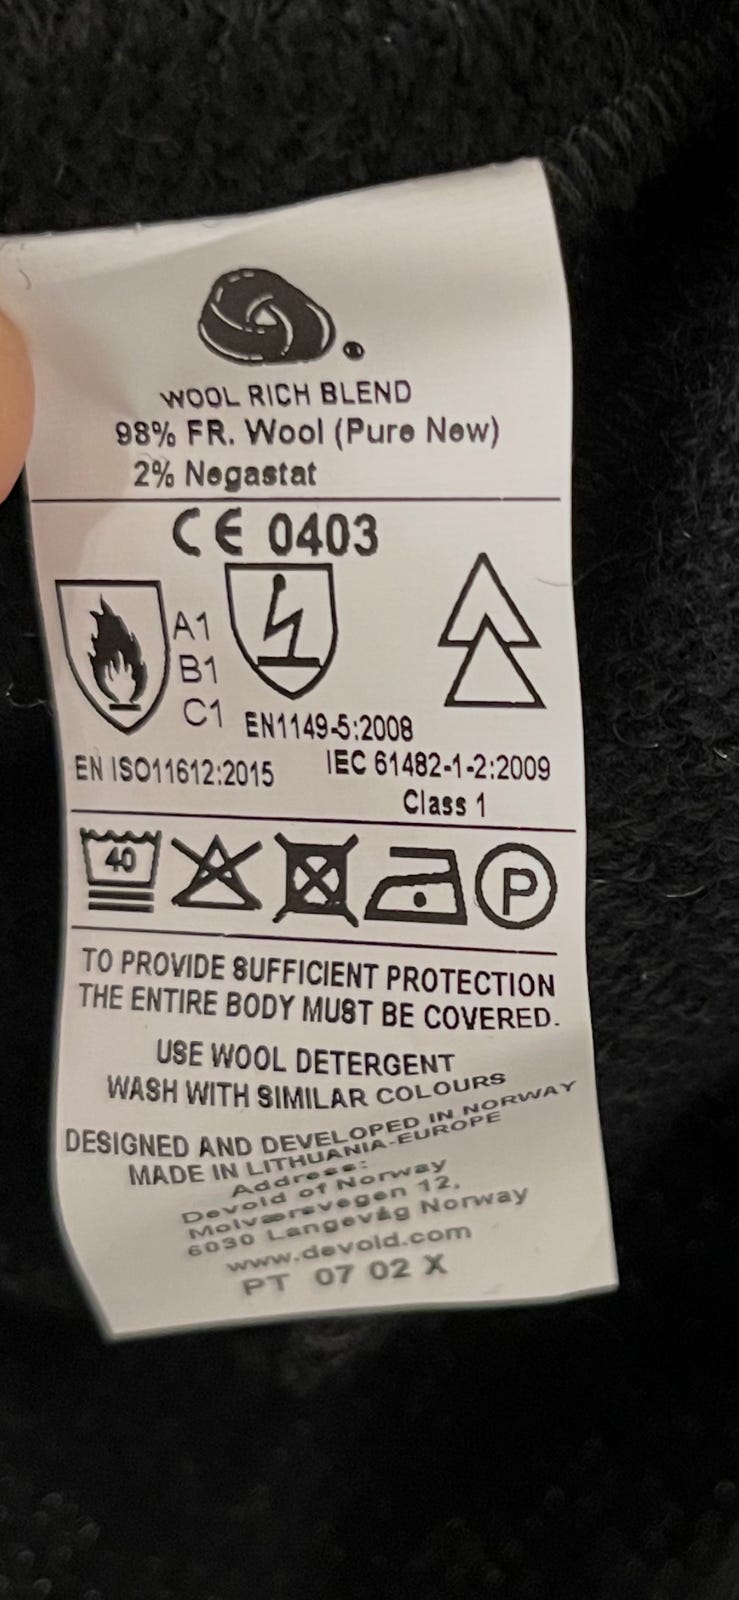 WOOL RICH BLEND
98% FR. Wool (Pure New)
2% Negastat
CE 0403
A1
B1
C1
EN1149-5:2008
EN ISO11612:2015
IEC 61482-1-2:2009
Class 1
40
P
TO PROVIDE SUFFICIENT PROTECTION
THE ENTIRE BODY MUST BE COVERED.
USE WOOL DETERGENT
WASH WITH SIMILAR COLOURS
DESIGNED AND DEVELOPED IN NORWAY
MADE IN LITHUANIA-EUROPE
Address:
Devold of Norway
Molværsvegen 12,
6030 Langevåg Norway
www.devold.com
PT 07 02 X